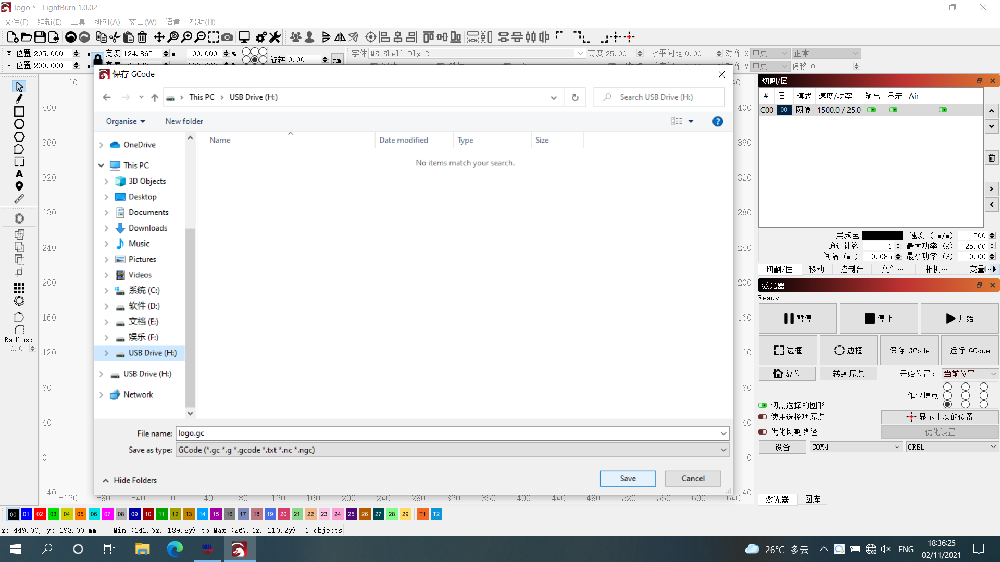 logo * - LightBurn 1.0.02
文件(F) 编辑(E) 工具 排列(A) 窗口(W) 语言 帮助(H)
X 位置 205.000 mm 宽度 124.865 mm 100.000 % 旋转 0.00 mm 字体 MS Shell Dlg 2 高度 25.00 水平间距 0.00 对齐 X 中央 正常
Y 位置 200.000 mm 对齐 Y 中央 偏移 0
保存 GCode
This PC USB Drive (H:) Search USB Drive (H:)
Organise New folder
Name Date modified Type Size
No items match your search.
OneDrive
This PC
3D Objects
Desktop
Documents
Downloads
Music
Pictures
Videos
系统 (C:)
软件 (D:)
文档 (E:)
娱乐 (F:)
USB Drive (H:)
USB Drive (H:)
Network
File name: logo.gc
Save as type: GCode (*.gc *.g *.gcode *.txt *.nc *.ngc)
Hide Folders Save Cancel
Radius:
10.0
-120
400
360
320
280
240
200
160
120
80
40
0
-40
40
400
360
320
280
240
200
160
120
80
40
0
-40
-120 -80 -40 0 40 80 120 160 200 240 280 320 360 400 440 480 520 560 600 640
切割/层
# 层 模式 速度/功率 输出 显示 Air
C00 00 图像 1500.0 / 25.0
层颜色 速度 (mm/m) 1500
通过计数 1 最大功率 (%) 25.00
间隔 (mm) 0.085 最小功率 (%) 0.00
切割/层 移动 控制台 文件… 相机… 变量…
激光器
Ready
暂停 停止 开始
边框 边框 保存 GCode 运行 GCode
复位 转到原点 开始位置: 当前位置
作业原点
切割选择的图形
使用选择项原点 显示上次的位置
优化切割路径 优化设置
设备 COM4 GRBL
激光器 图库
00 01 02 03 04 05 06 07 08 09 10 11 12 13 14 15 16 17 18 19 20 21 22 23 24 25 26 27 28 29 T1 T2
x: 449.00, y: 193.00 mm Min (142.6x, 189.8y) to Max (267.4x, 210.2y) 1 objects
GRBL
26°C 多云 ENG 18:36:25
02/11/2021